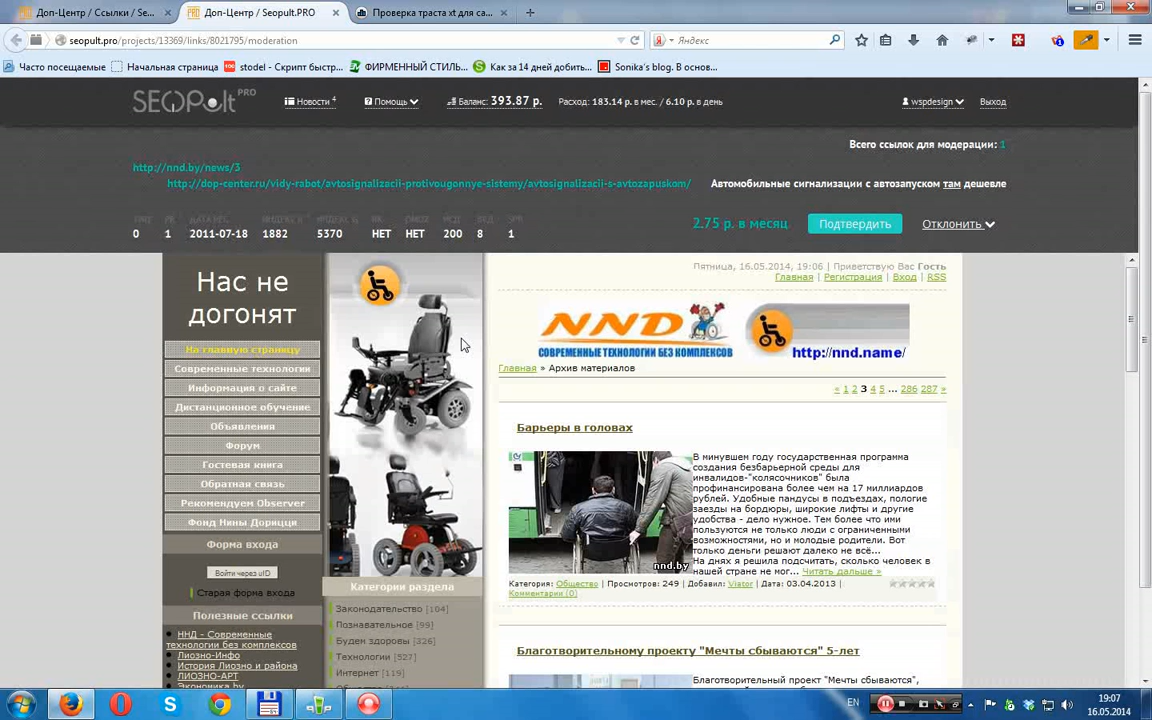 Доп-Центр / Ссылки / Se...
Доп-Центр / Seopult.PRO
Проверка траста xt для са...
seopult.pro/projects/13369/links/8021795/moderation
Яндекс
Часто посещаемые
Начальная страница
stodel - Скрипт быстр...
ФИРМЕННЫЙ СТИЛЬ...
Как за 14 дней добить...
Sonika's blog. В основ...
SEOPult PRO
Новости 4
Помощь
Баланс: 393.87 р.
Расход: 183.14 р. в мес. / 6.10 р. в день
wspdesign
Выход
Всего ссылок для модерации: 1
http://nnd.by/news/3
http://dop-center.ru/vidy-rabot/avtosignalizacii-protivougonnye-sistemy/avtosignalizacii-s-avtozapuskom/
Автомобильные сигнализации с автозапуском там дешевле
0 1 2011-07-18 1882 5370 НЕТ НЕТ 200 8 1
2.75 р. в месяц
Подтвердить
Отклонить
Нас не
догонят
На главную страницу
Современные технологии
Информация о сайте
Дистанционное обучение
Объявления
Форум
Гостевая книга
Обратная связь
Рекомендуем Observer
Фонд Нины Дорицци
Форма входа
Войти через uID
Старая форма входа
Полезные ссылки
ННД - Современные
технологии без комплексов
Лиозно-Инфо
История Лиозно и района
ЛИОЗНО-АРТ
Экономика by
Категории раздела
Законодательство [104]
Познавательное [99]
Будем здоровы [326]
Технологии [527]
Интернет [119]
Пятница, 16.05.2014, 19:06 | Приветствую Вас Гость
Главная | Регистрация | Вход | RSS
NND
СОВРЕМЕННЫЕ ТЕХНОЛОГИИ БЕЗ КОМПЛЕКСОВ
http://nnd.name/
Главная » Архив материалов
« 1 2 3 4 5 ... 286 287 »
Барьеры в головах
В минувшем году государственная программа
создания безбарьерной среды для
инвалидов-"колясочников" была
профинансирована более чем на 17 миллиардов
рублей. Удобные пандусы в подъездах, пологие
заезды на бордюры, широкие лифты и другие
удобства - дело нужное. Тем более что ими
пользуются не только люди с ограниченными
возможностями, но и молодые родители. Вот
только деньги решают далеко не всё...
На днях я решила подсчитать, сколько человек в
нашей стране не мог... Читать дальше »
nnd.by
Категория: Общество | Просмотров: 249 | Добавил: Viator | Дата: 03.04.2013 |
Комментарии (0)
Благотворительному проекту "Мечты сбываются" 5-лет
Благотворительный проект "Мечты сбываются",
EN
19:07
16.05.2014